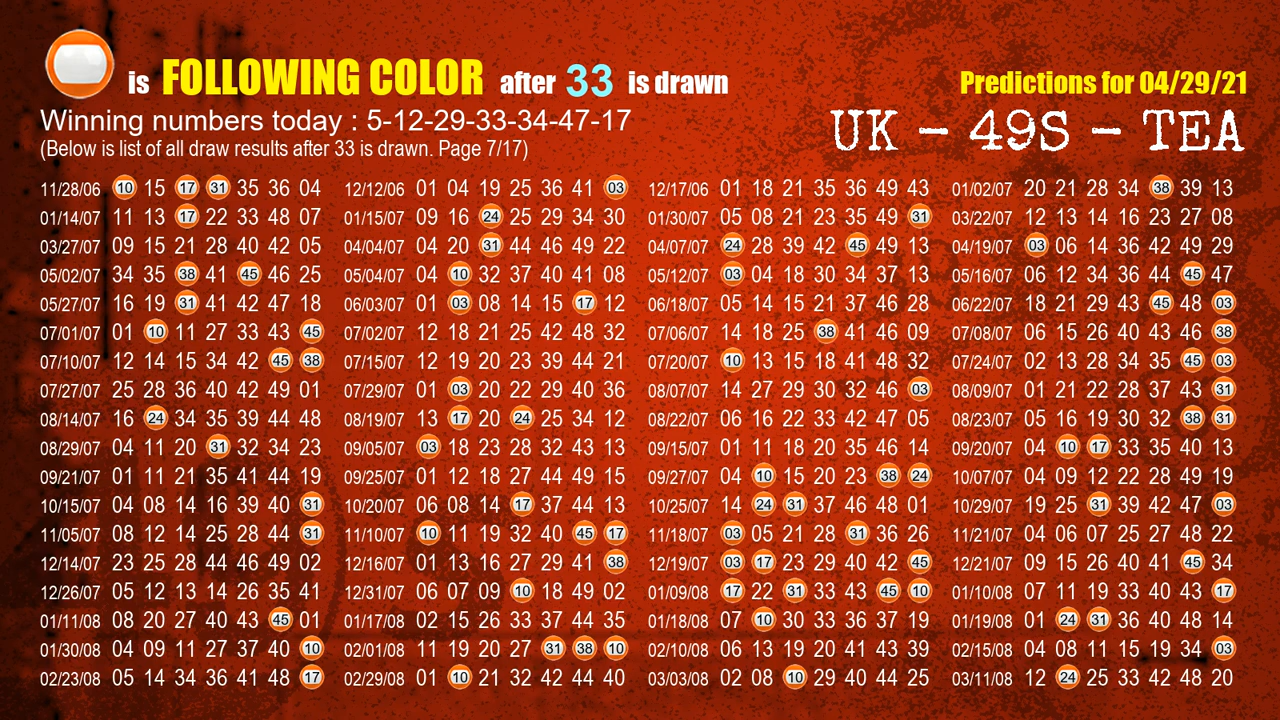 is FOLLOWING COLOR after 33 is drawn
Predictions for 04/29/21
Winning numbers today : 5-12-29-33-34-47-17
UK - 49S - TEA
(Below is list of all draw results after 33 is drawn. Page 7/17)
11/28/06 10 15 17 31 35 36 04 12/12/06 01 04 19 25 36 41 03 12/17/06 01 18 21 35 36 49 43 01/02/07 20 21 28 34 38 39 13
01/14/07 11 13 17 22 33 48 07 01/15/07 09 16 24 25 29 34 30 01/30/07 05 08 21 23 35 49 31 03/22/07 12 13 14 16 23 27 08
03/27/07 09 15 21 28 40 42 05 04/04/07 04 20 31 44 46 49 22 04/07/07 24 28 39 42 45 49 13 04/19/07 03 06 14 36 42 49 29
05/02/07 34 35 38 41 45 46 25 05/04/07 04 10 32 37 40 41 08 05/12/07 03 04 18 30 34 37 13 05/16/07 06 12 34 36 44 45 47
05/27/07 16 19 31 41 42 47 18 06/03/07 01 03 08 14 15 17 12 06/18/07 05 14 15 21 37 46 28 06/22/07 18 21 29 43 45 48 03
07/01/07 01 10 11 27 33 43 45 07/02/07 12 18 21 25 42 48 32 07/06/07 14 18 25 38 41 46 09 07/08/07 06 15 26 40 43 46 38
07/10/07 12 14 15 34 42 45 38 07/15/07 12 19 20 23 39 44 21 07/20/07 10 13 15 18 41 48 32 07/24/07 02 13 28 34 35 45 03
07/27/07 25 28 36 40 42 49 01 07/29/07 01 03 20 22 29 40 36 08/07/07 14 27 29 30 32 46 03 08/09/07 01 21 22 28 37 43 31
08/14/07 16 24 34 35 39 44 48 08/19/07 13 17 20 24 25 34 12 08/22/07 06 16 22 33 42 47 05 08/23/07 05 16 19 30 32 38 31
08/29/07 04 11 20 31 32 34 23 09/05/07 03 18 23 28 32 43 13 09/15/07 01 11 18 20 35 46 14 09/20/07 04 10 17 33 35 40 13
09/21/07 01 11 21 35 41 44 19 09/25/07 01 12 18 27 44 49 15 09/27/07 04 10 15 20 23 38 24 10/07/07 04 09 12 22 28 49 19
10/15/07 04 08 14 16 39 40 31 10/20/07 06 08 14 17 37 44 13 10/25/07 14 24 31 37 46 48 01 10/29/07 19 25 31 39 42 47 03
11/05/07 08 12 14 25 28 44 31 11/10/07 10 11 19 32 40 45 17 11/18/07 03 05 21 28 31 36 26 11/21/07 04 06 07 25 27 48 22
12/14/07 23 25 28 44 46 49 02 12/16/07 01 13 16 27 29 41 38 12/19/07 03 17 23 29 40 42 45 12/21/07 09 15 26 40 41 45 34
12/26/07 05 12 13 14 26 35 41 12/31/07 06 07 09 10 18 49 02 01/09/08 17 22 31 33 43 45 10 01/10/08 07 11 19 33 40 43 17
01/11/08 08 20 27 40 43 45 01 01/17/08 02 15 26 33 37 44 35 01/18/08 07 10 30 33 36 37 19 01/19/08 01 24 31 36 40 48 14
01/30/08 04 09 11 27 37 40 10 02/01/08 11 19 20 27 31 38 10 02/10/08 06 13 19 20 41 43 39 02/15/08 04 08 11 15 19 34 03
02/23/08 05 14 34 36 41 48 17 02/29/08 01 10 21 32 42 44 40 03/03/08 02 08 10 29 40 44 25 03/11/08 12 24 25 33 42 48 20